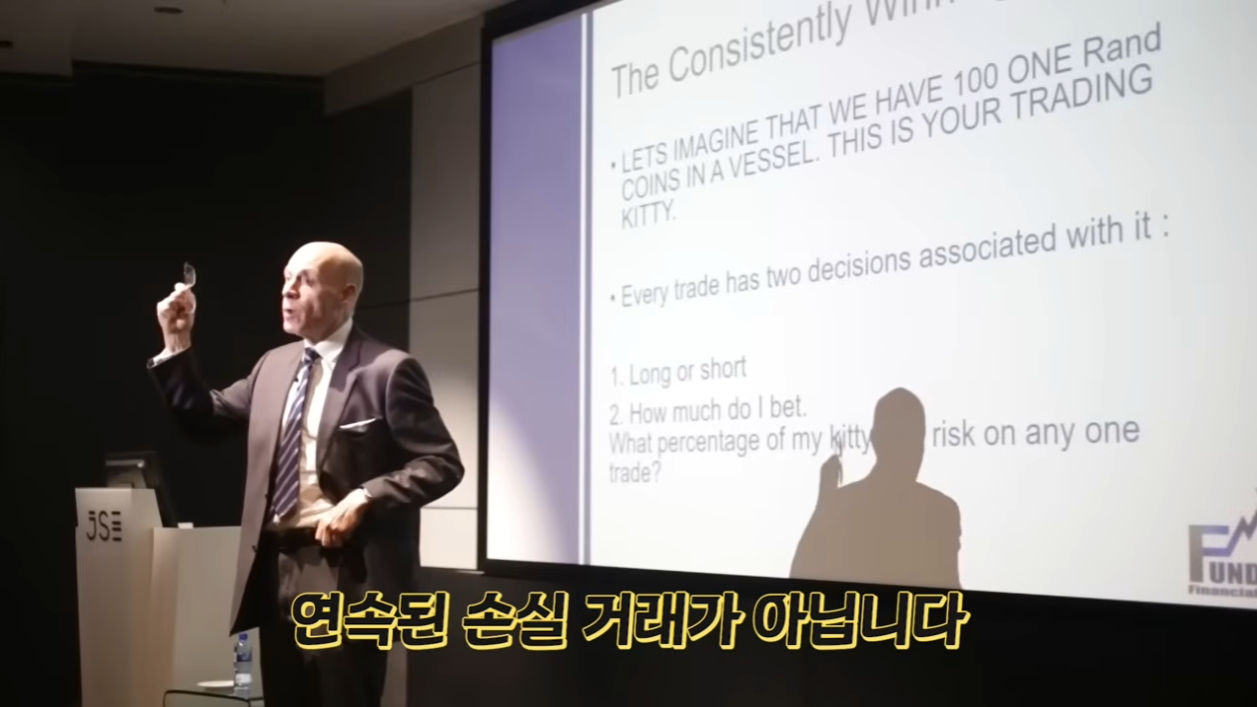 The Consistently
• LETS IMAGINE THAT WE HAVE 100 ONE Rand
COINS IN A VESSEL. THIS IS YOUR TRADING
KITTY.
• Every trade has two decisions associated with it :
1. Long or short
2. How much do I bet.
What percentage of my kitty risk on any one
trade?
JSE
FUND
Financial
연속된 손실 거래가 아닙니다